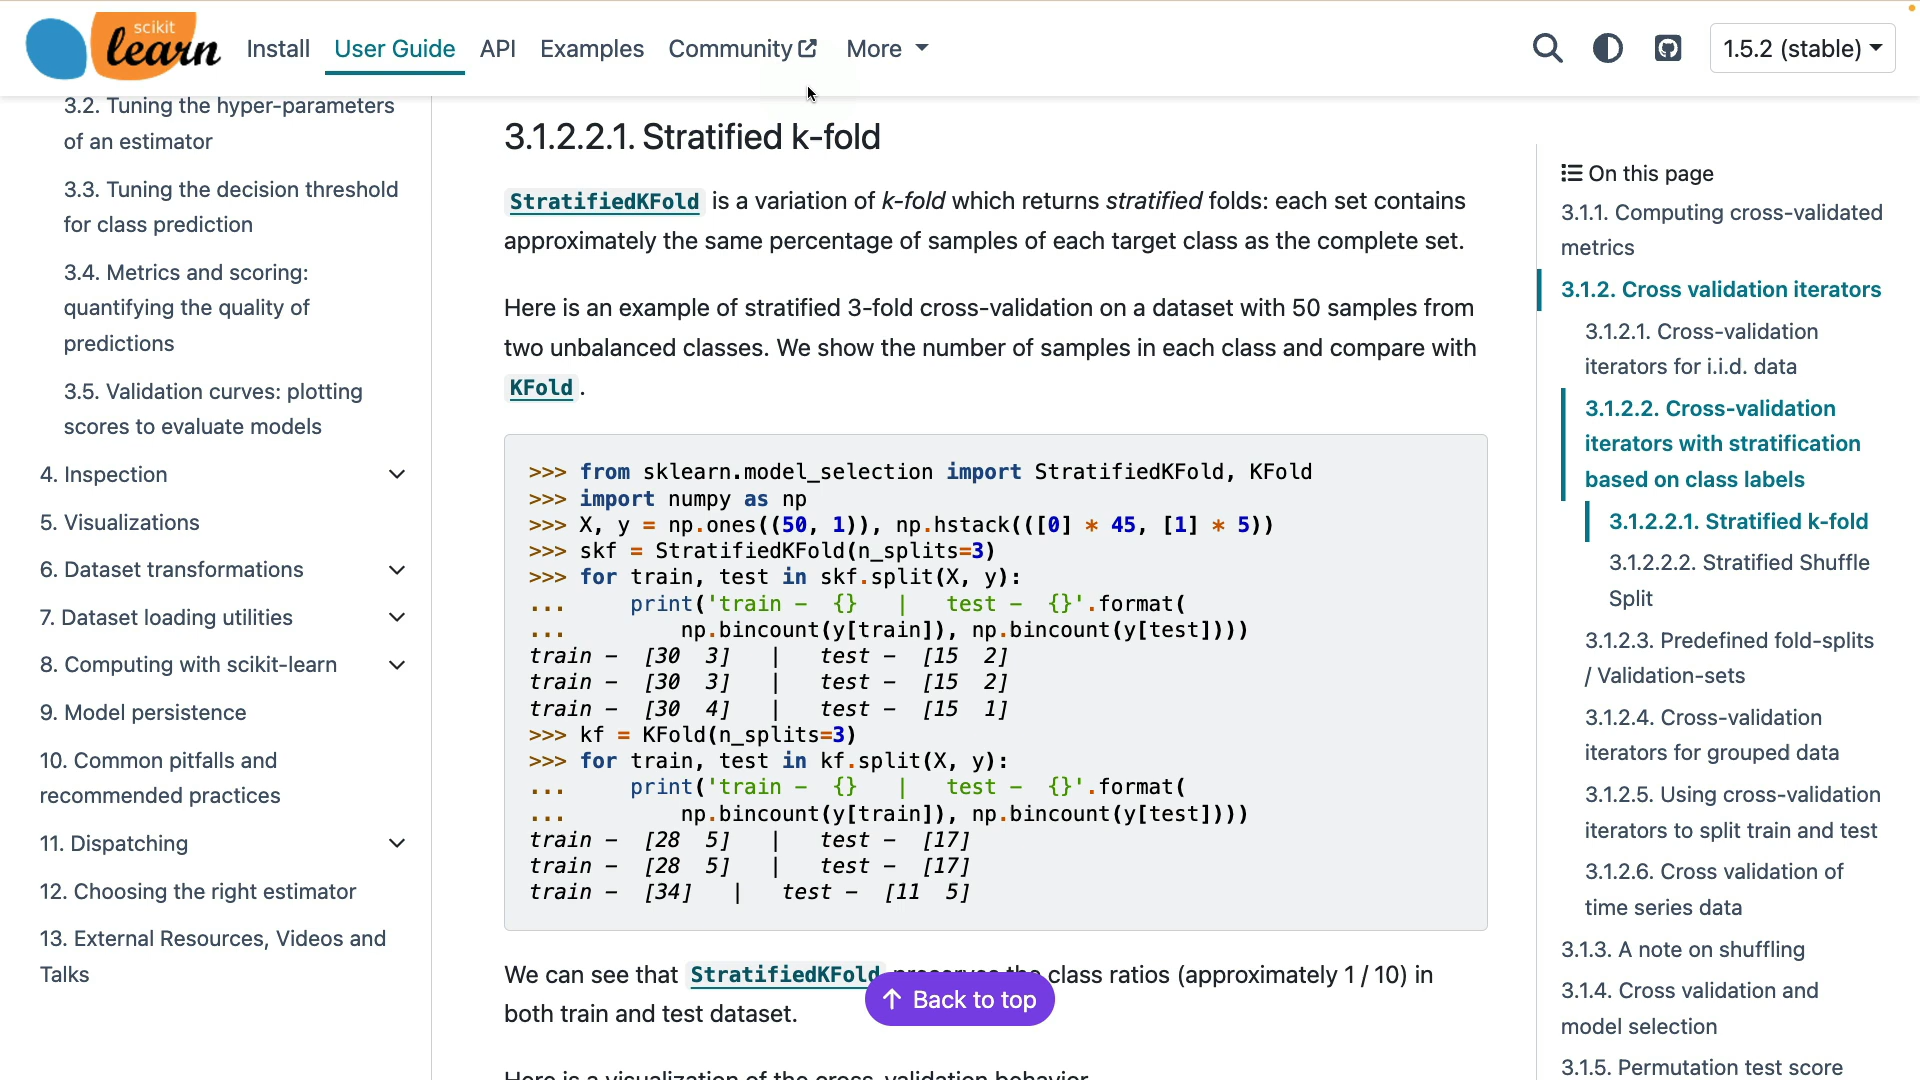 scikit
learn
Install User Guide API Examples Community More
1.5.2 (stable)
3.2. Tuning the hyper-parameters
of an estimator
3.3. Tuning the decision threshold
for class prediction
3.4. Metrics and scoring:
quantifying the quality of
predictions
3.5. Validation curves: plotting
scores to evaluate models
4. Inspection
5. Visualizations
6. Dataset transformations
7. Dataset loading utilities
8. Computing with scikit-learn
9. Model persistence
10. Common pitfalls and
recommended practices
11. Dispatching
12. Choosing the right estimator
13. External Resources, Videos and
Talks
3.1.2.2.1. Stratified k-fold
StratifiedKFold is a variation of k-fold which returns stratified folds: each set contains
approximately the same percentage of samples of each target class as the complete set.
Here is an example of stratified 3-fold cross-validation on a dataset with 50 samples from
two unbalanced classes. We show the number of samples in each class and compare with
KFold.
>>> from sklearn.model_selection import StratifiedKFold, KFold
>>> import numpy as np
>>> X, y = np.ones((50, 1)), np.hstack(([0] * 45, [1] * 5))
>>> skf = StratifiedKFold(n_splits=3)
>>> for train, test in skf.split(X, y):
...     print('train -  {}   |   test -  {}'.format(
...         np.bincount(y[train]), np.bincount(y[test])))
train -  [30  3]   |   test -  [15  2]
train -  [30  3]   |   test -  [15  2]
train -  [30  4]   |   test -  [15  1]
>>> kf = KFold(n_splits=3)
>>> for train, test in kf.split(X, y):
...     print('train -  {}   |   test -  {}'.format(
...         np.bincount(y[train]), np.bincount(y[test])))
train -  [28  5]   |   test -  [17]
train -  [28  5]   |   test -  [17]
train -  [34]   |   test -  [11  5]
We can see that StratifiedKFold preserves the class ratios (approximately 1 / 10) in
both train and test dataset.
Back to top
Here is a visualization of the cross-validation behavior.
On this page
3.1.1. Computing cross-validated
metrics
3.1.2. Cross validation iterators
3.1.2.1. Cross-validation
iterators for i.i.d. data
3.1.2.2. Cross-validation
iterators with stratification
based on class labels
3.1.2.2.1. Stratified k-fold
3.1.2.2.2. Stratified Shuffle
Split
3.1.2.3. Predefined fold-splits
/ Validation-sets
3.1.2.4. Cross-validation
iterators for grouped data
3.1.2.5. Using cross-validation
iterators to split train and test
3.1.2.6. Cross validation of
time series data
3.1.3. A note on shuffling
3.1.4. Cross validation and
model selection
3.1.5. Permutation test score